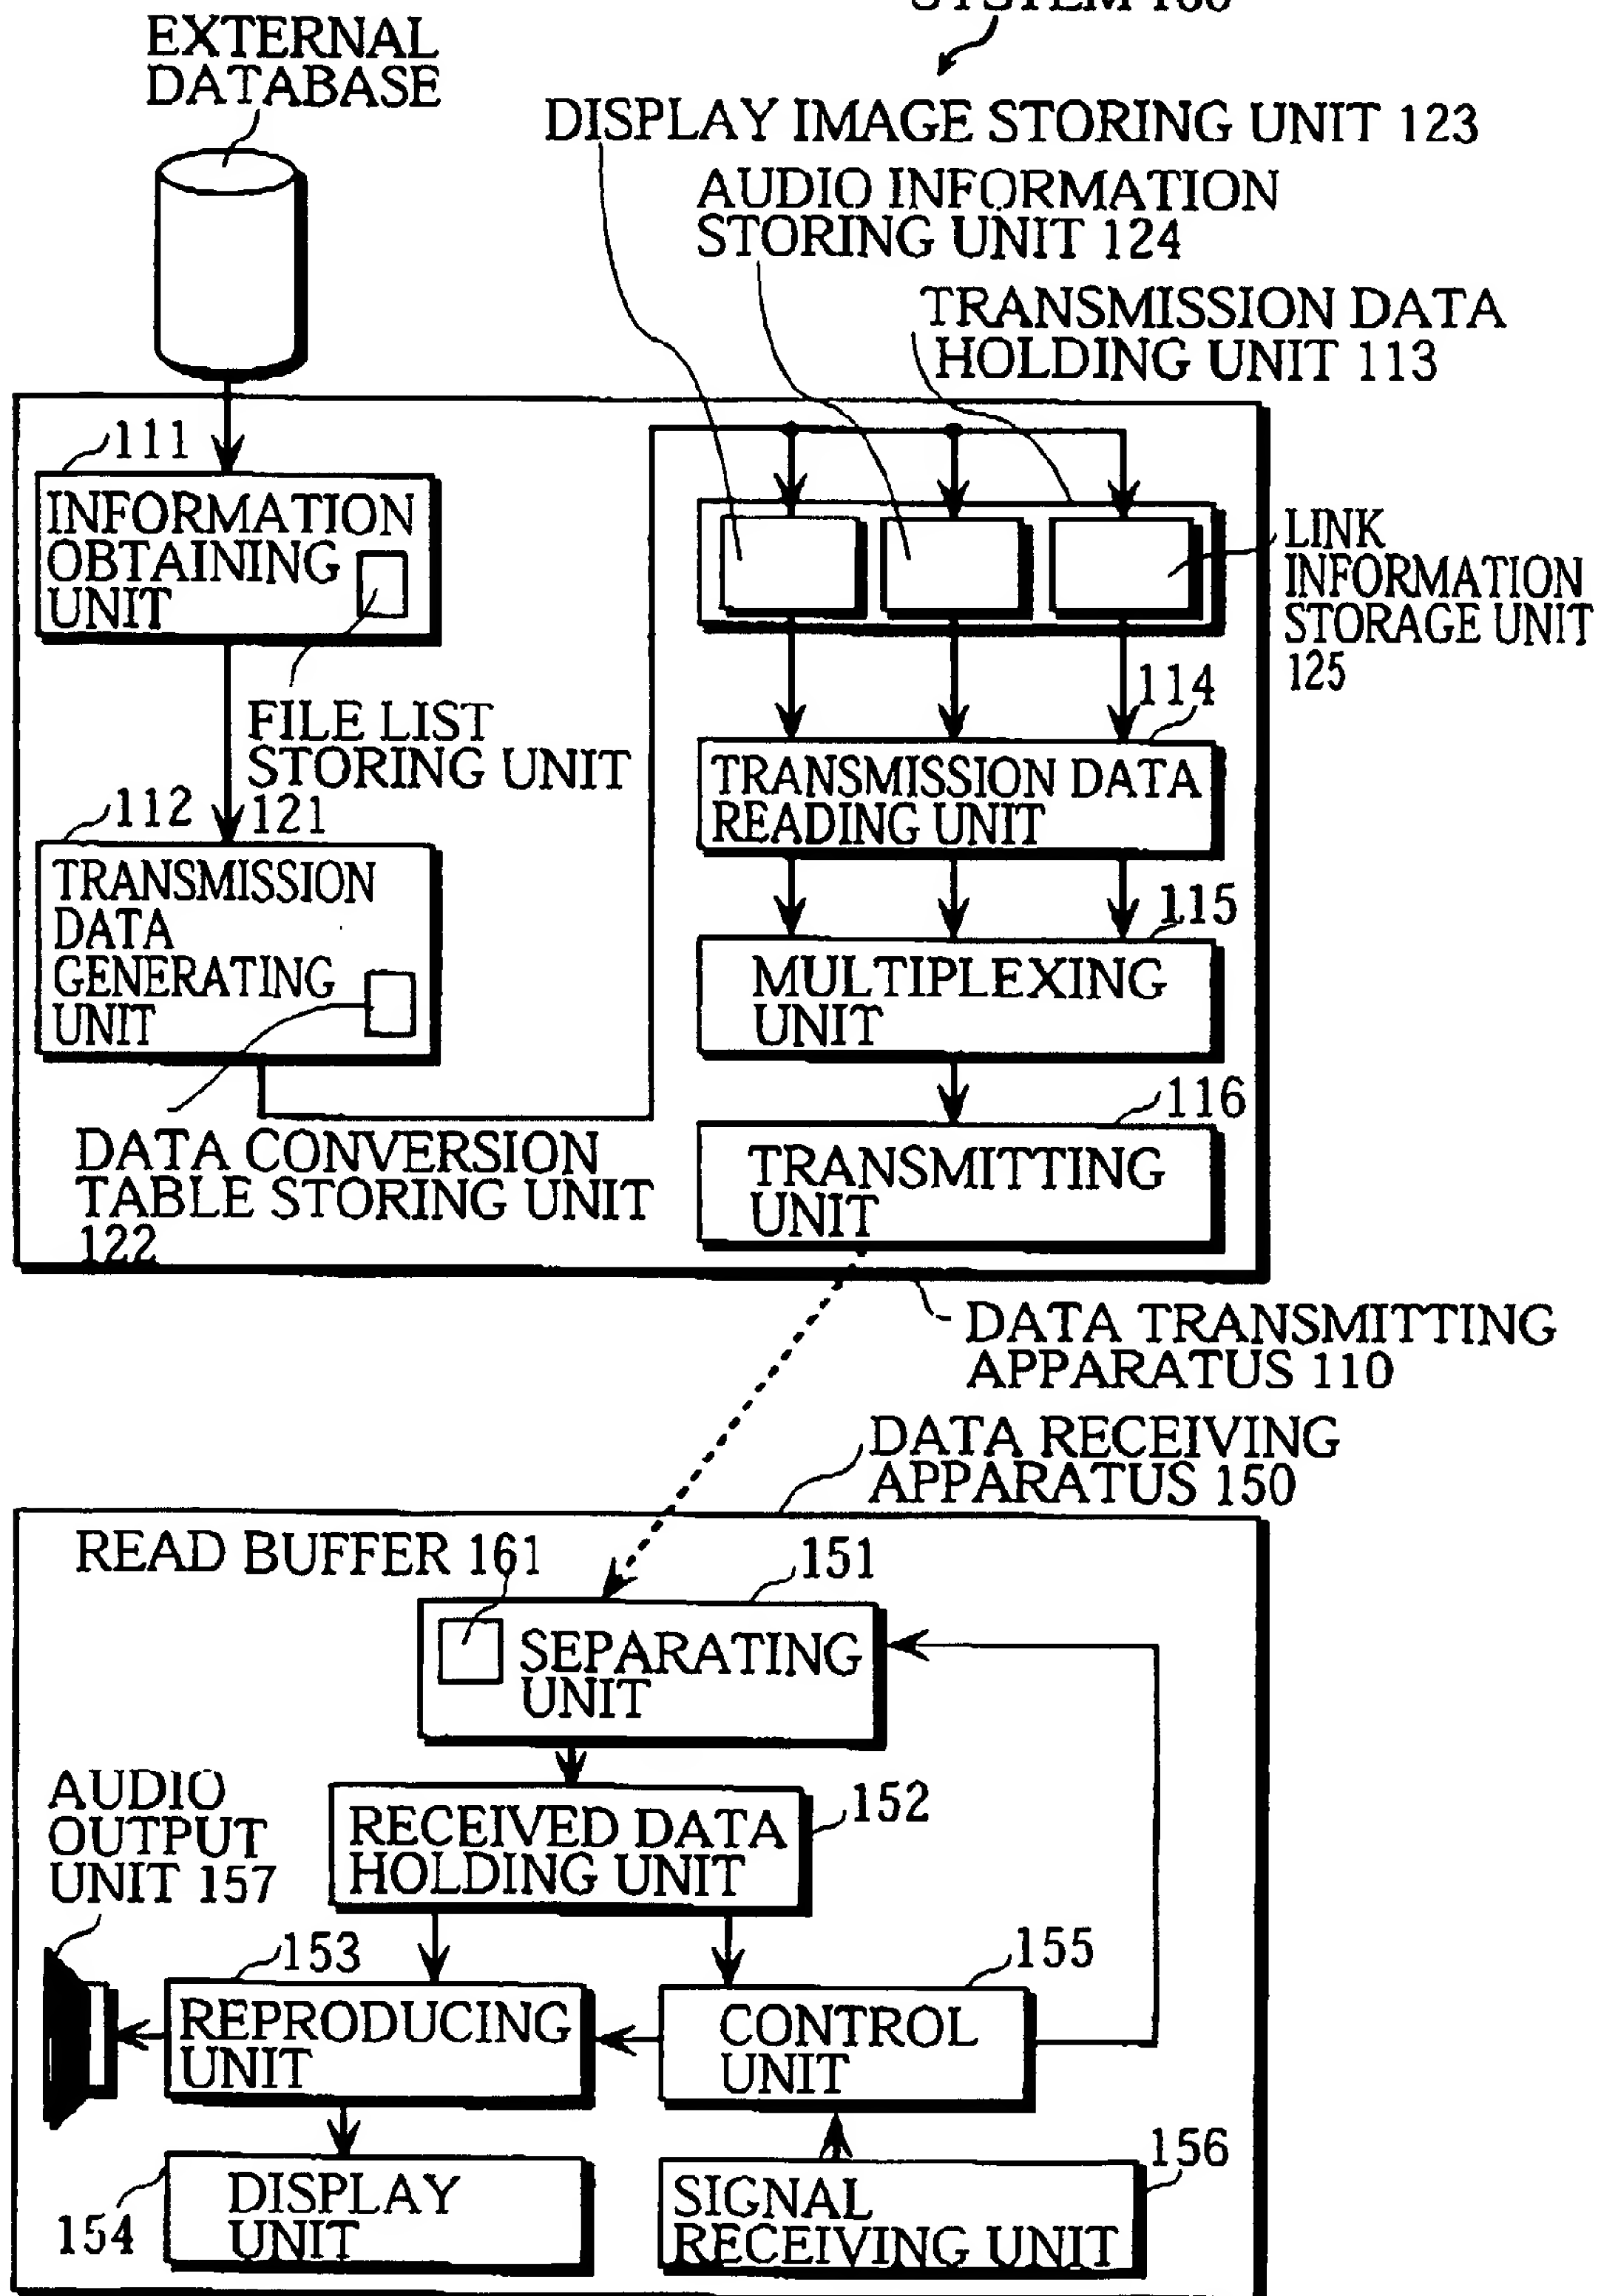 EXTERNAL
DATABASE
DISPLAY IMAGE STORING UNIT 123
AUDIO INFORMATION
STORING UNIT 124
TRANSMISSION DATA
HOLDING UNIT 113
111
INFORMATION
OBTAINING
UNIT
LINK
INFORMATION
STORAGE UNIT
125
FILE LIST
STORING UNIT
121
112
TRANSMISSION
DATA
GENERATING
UNIT
114
TRANSMISSION DATA
READING UNIT
115
MULTIPLEXING
UNIT
116
TRANSMITTING
UNIT
DATA CONVERSION
TABLE STORING UNIT
122
DATA TRANSMITTING
APPARATUS 110
DATA RECEIVING
APPARATUS 150
READ BUFFER 161
151
SEPARATING
UNIT
AUDIO
OUTPUT
UNIT 157
152
RECEIVED DATA
HOLDING UNIT
153
REPRODUCING
UNIT
155
CONTROL
UNIT
154
DISPLAY
UNIT
156
SIGNAL
RECEIVING UNIT